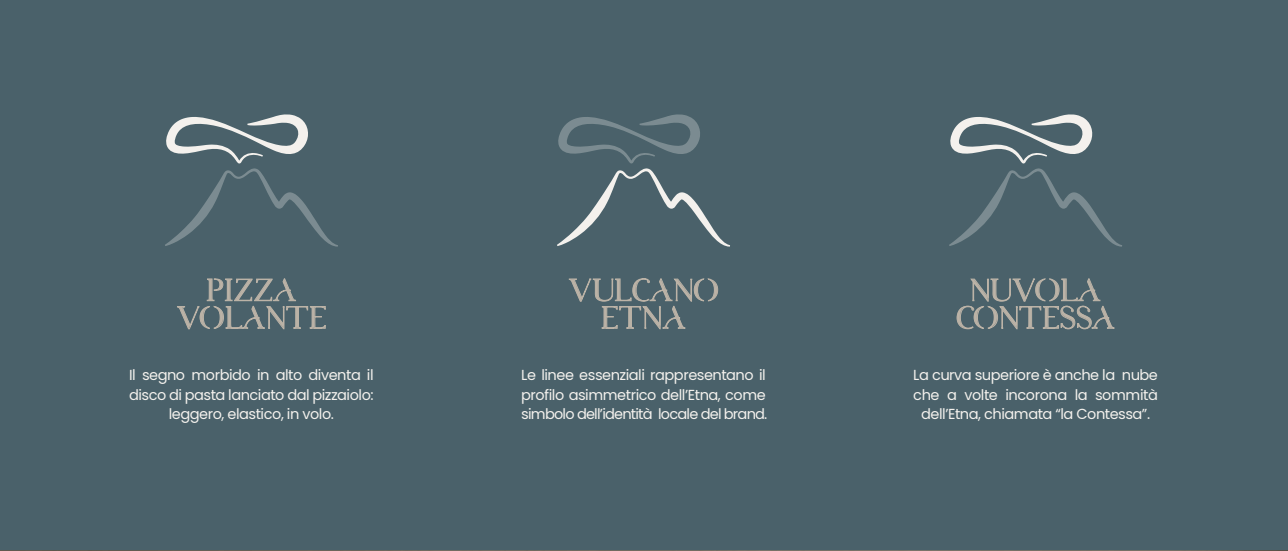 PIZZA
VOLANTE
Il segno morbido in alto diventa il
disco di pasta lanciato dal pizzaiolo:
leggero, elastico, in volo.
VULCANO
ETNA
Le linee essenziali rappresentano il
profilo asimmetrico dell’Etna, come
simbolo dell’identità locale del brand.
NUVOLA
CONTESSA
La curva superiore è anche la nube
che a volte incorona la sommità
dell’Etna, chiamata “la Contessa”.